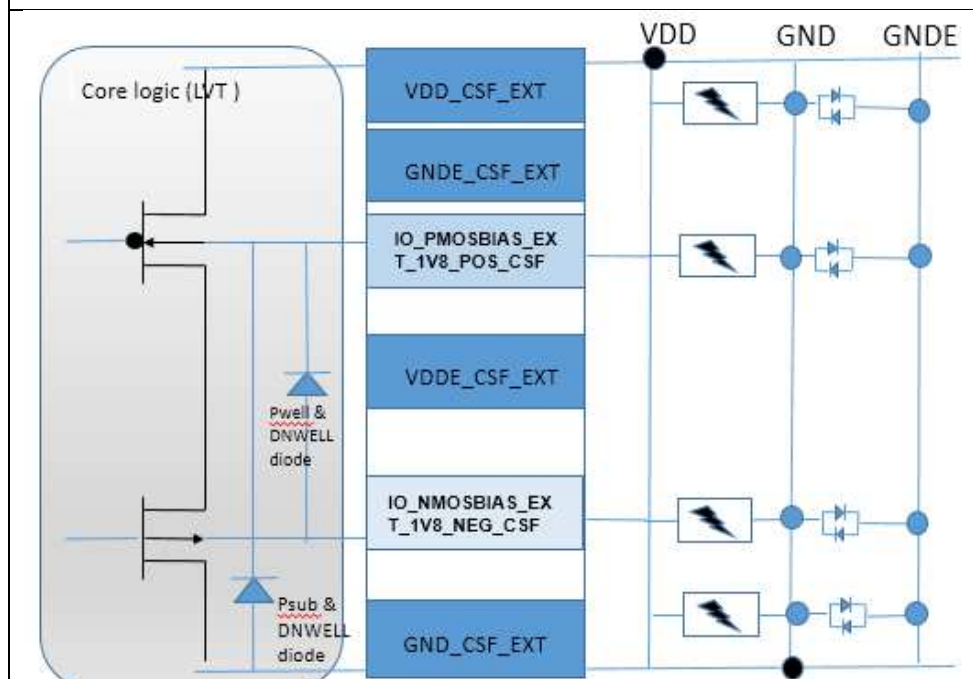 VDD
GND
GNDE
Core logic (LVT )
VDD_CSF_EXT
GNDE_CSF_EXT
IO_PMOSBIAS_EX
T_1V8_POS_CSF
VDDE_CSF_EXT
Pwell &
DNWELL
diode
IO_NMOSBIAS_EX
T_1V8_NEG_CSF
Psub &
DNWELL
diode
GND_CSF_EXT